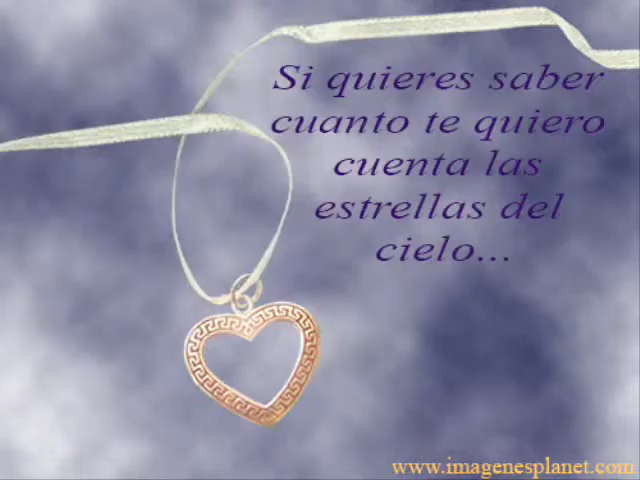 Si quieres saber
cuanto te quiero
cuenta las
estrellas del
cielo...
www.imagenesplanet.com